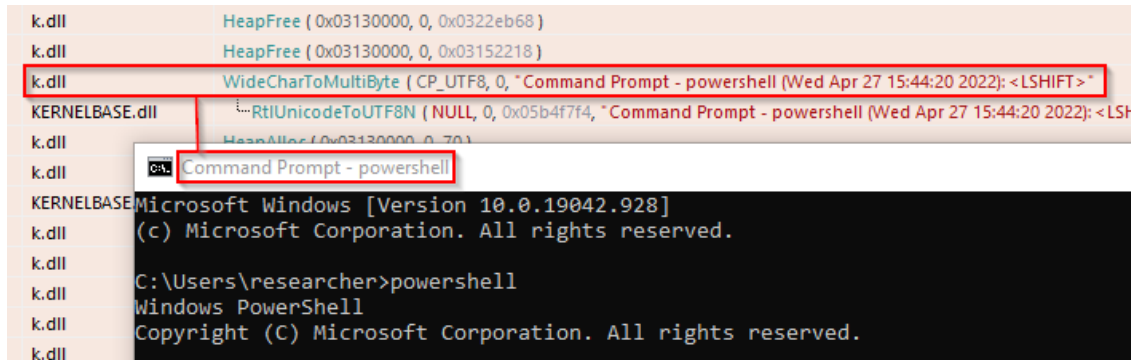 k.dll HeapFree ( 0x03130000, 0, 0x0322eb68 )
k.dll HeapFree ( 0x03130000, 0, 0x03152218 )
k.dll WideCharToMultiByte ( CP_UTF8, 0, "Command Prompt - powershell (Wed Apr 27 15:44:20 2022): <LSHIFT>"
KERNELBASE.dll RtlUnicodeToUTF8N ( NULL, 0, 0x05b4f7f4, "Command Prompt - powershell (Wed Apr 27 15:44:20 2022): <LSH
k.dll HeapAlloc ( 0x03130000, 0, 70 )
k.dll Command Prompt - powershell
KERNELBASE Microsoft Windows [Version 10.0.19042.928]
k.dll (c) Microsoft Corporation. All rights reserved.
k.dll
k.dll C:\Users\researcher>powershell
Windows PowerShell
k.dll Copyright (C) Microsoft Corporation. All rights reserved.
k.dll